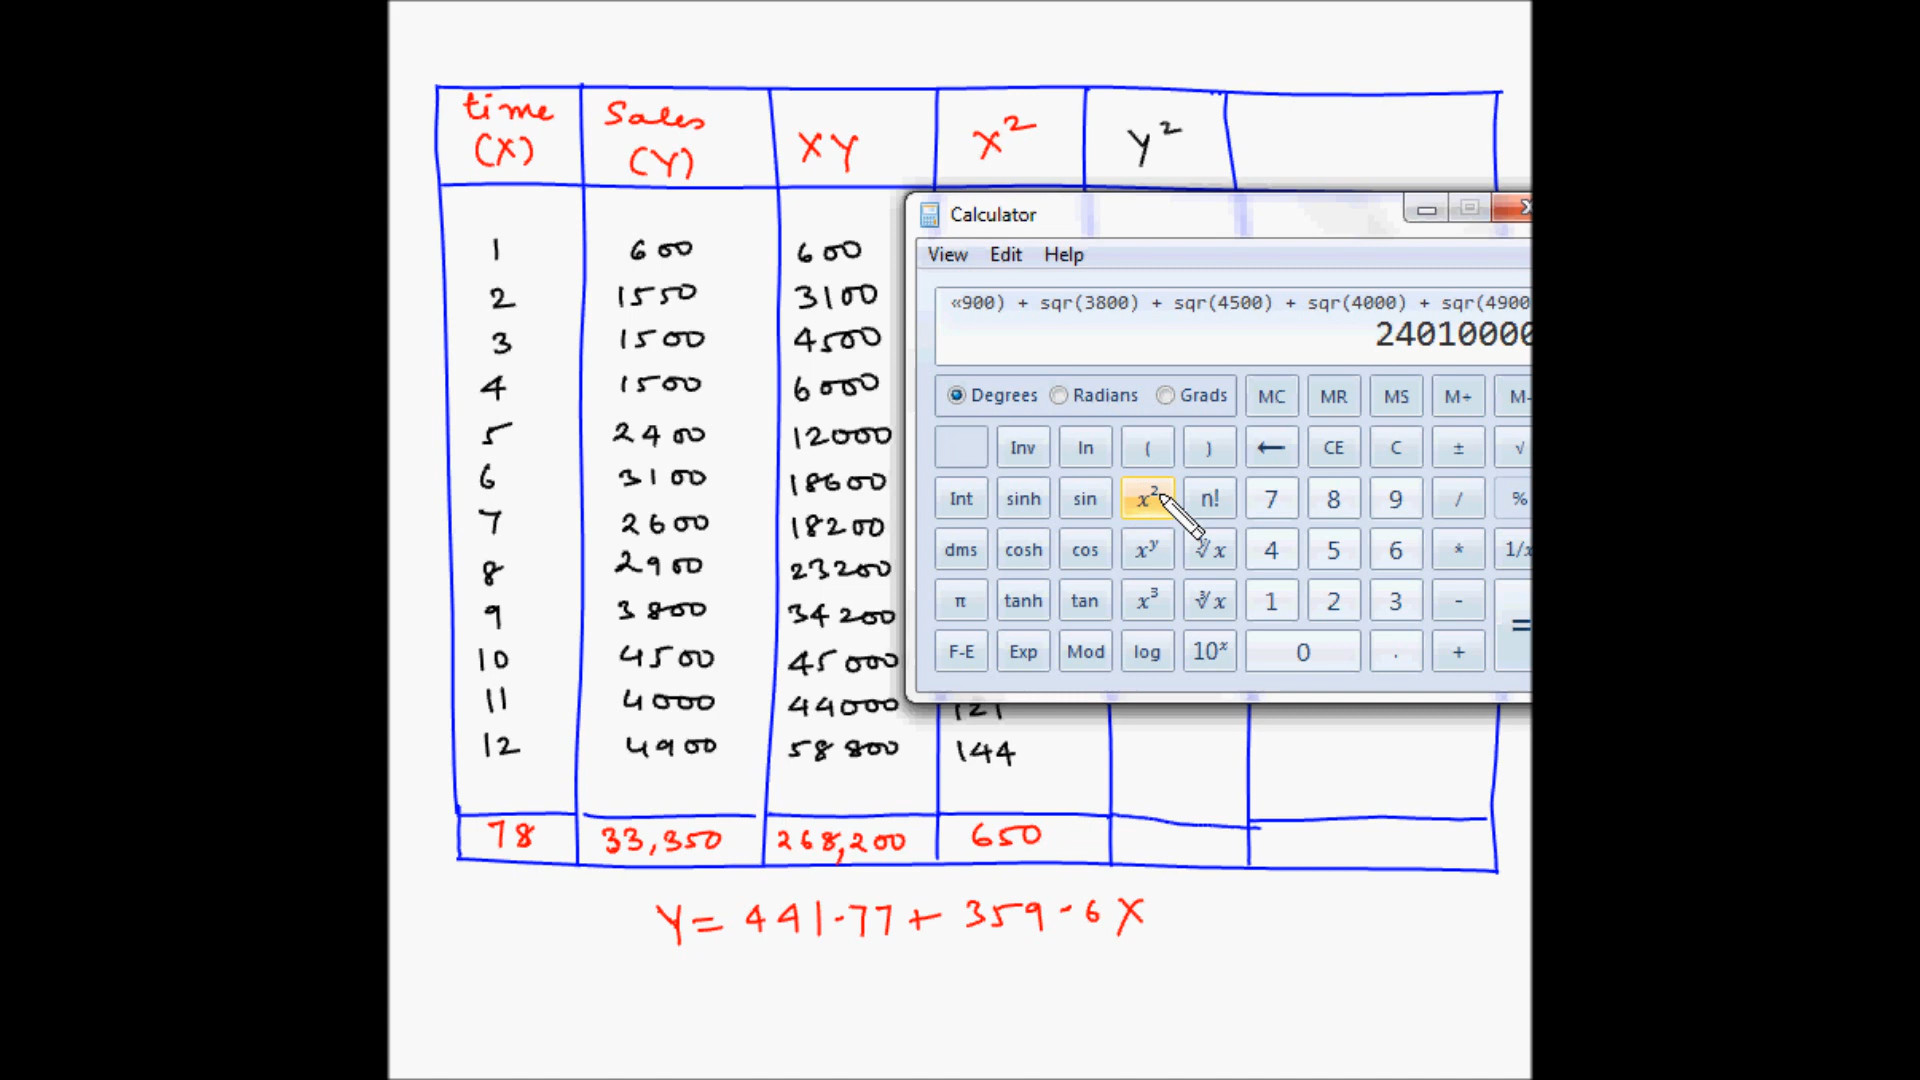 time (X) Sales (Y) XY X² Y²
1 600 600
2 1550 3100
3 1500 4500
4 1500 6000
5 2400 12000
6 3100 18600
7 2600 18200
8 2900 23200
9 3800 34200
10 4500 45000
11 4000 44000 121
12 4900 58800 144
78 33,350 268,200 650
Y= 441.77 + 359.6 X
Calculator
View Edit Help
«900) + sqr(3800) + sqr(4500) + sqr(4000) + sqr(4900
24010000
Degrees Radians Grads MC MR MS M+ M-
Inv ln ( ) ← CE C ± √
Int sinh sin x² n! 7 8 9 / %
dms cosh cos xʸ ʸ√x 4 5 6 * 1/x
π tanh tan x³ ³√x 1 2 3 - =
F-E Exp Mod log 10ˣ 0 . +